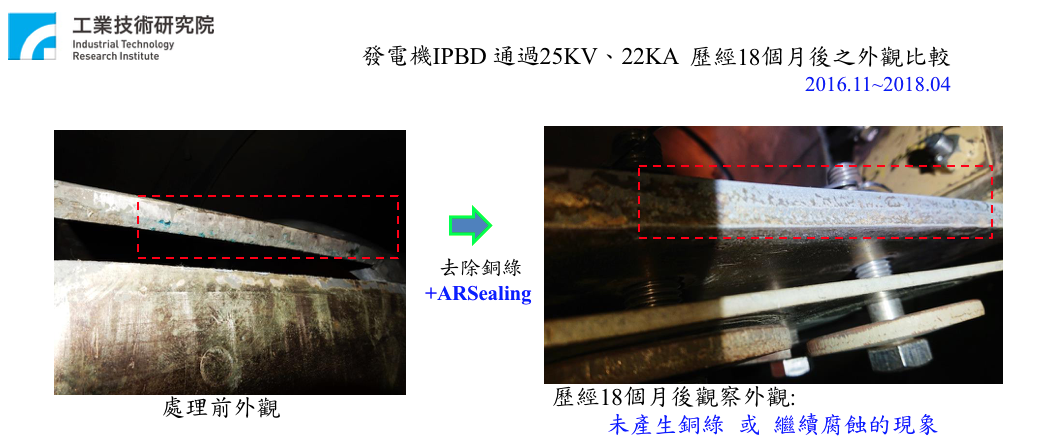 工業技術研究院
Industrial Technology
Research Institute
發電機IPBD 通過25KV、22KA 歷經18個月後之外觀比較
2016.11~2018.04
去除銅綠
+ARSealing
處理前外觀
歷經18個月後觀察外觀:
未產生銅綠 或 繼續腐蝕的現象